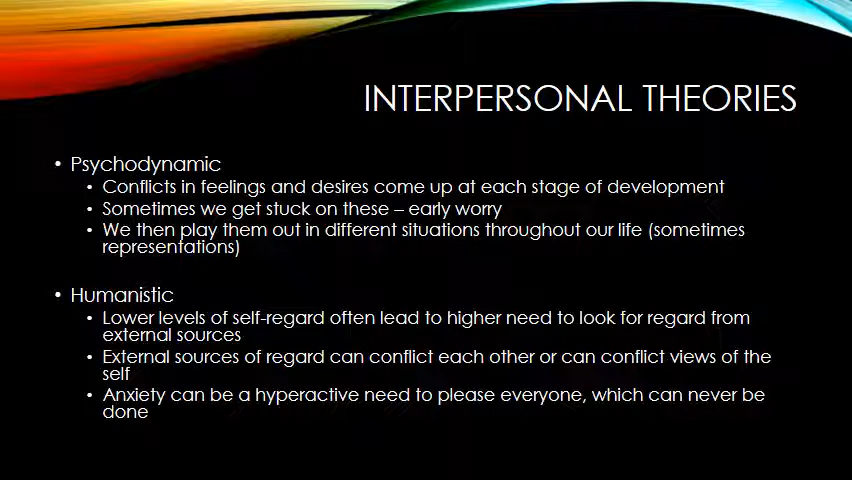 INTERPERSONAL THEORIES
• Psychodynamic
• Conflicts in feelings and desires come up at each stage of development
• Sometimes we get stuck on these – early worry
• We then play them out in different situations throughout our life (sometimes
representations)
• Humanistic
• Lower levels of self-regard often lead to higher need to look for regard from
external sources
• External sources of regard can conflict each other or can conflict views of the
self
• Anxiety can be a hyperactive need to please everyone, which can never be
done